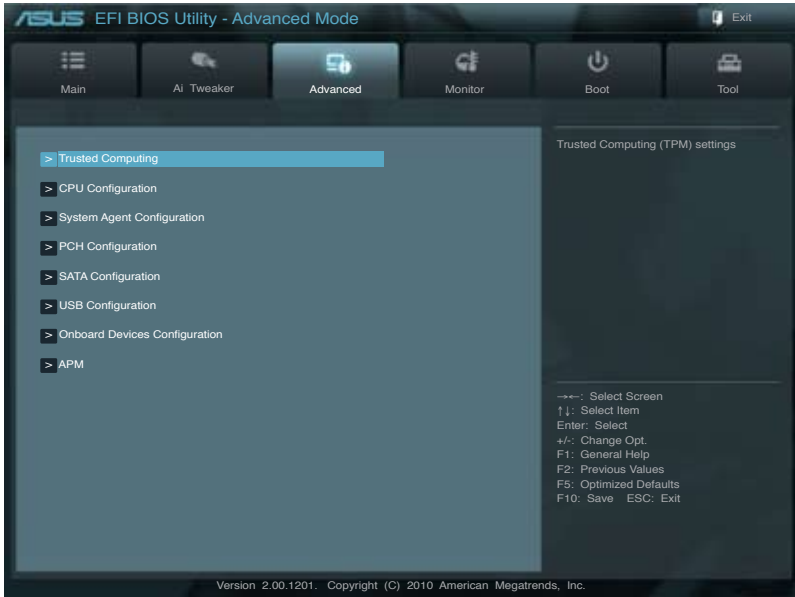 ASUS EFI BIOS Utility - Advanced Mode
Exit
Main
Ai Tweaker
Advanced
Monitor
Boot
Tool
> Trusted Computing
> CPU Configuration
> System Agent Configuration
> PCH Configuration
> SATA Configuration
> USB Configuration
> Onboard Devices Configuration
> APM
Trusted Computing (TPM) settings
→←: Select Screen
↑↓: Select Item
Enter: Select
+/-: Change Opt.
F1: General Help
F2: Previous Values
F5: Optimized Defaults
F10: Save ESC: Exit
Version 2.00.1201. Copyright (C) 2010 American Megatrends, Inc.